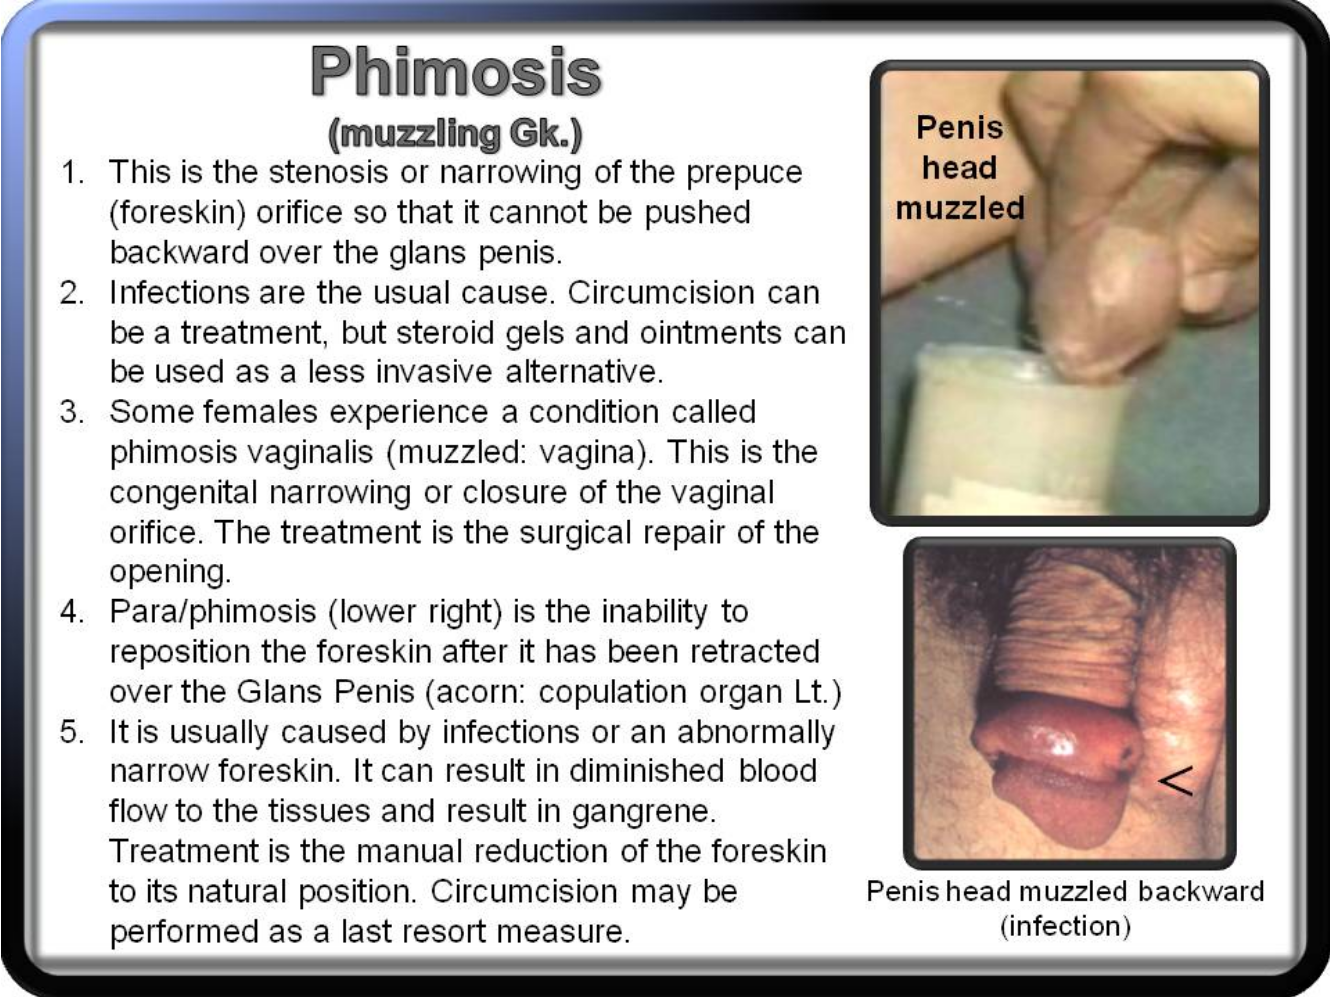 Phimosis
(muzzling Gk.)
1. This is the stenosis or narrowing of the prepuce
(foreskin) orifice so that it cannot be pushed
backward over the glans penis.
2. Infections are the usual cause. Circumcision can
be a treatment, but steroid gels and ointments can
be used as a less invasive alternative.
3. Some females experience a condition called
phimosis vaginalis (muzzled: vagina). This is the
congenital narrowing or closure of the vaginal
orifice. The treatment is the surgical repair of the
opening.
4. Para/phimosis (lower right) is the inability to
reposition the foreskin after it has been retracted
over the Glans Penis (acorn: copulation organ Lt.)
5. It is usually caused by infections or an abnormally
narrow foreskin. It can result in diminished blood
flow to the tissues and result in gangrene.
Treatment is the manual reduction of the foreskin
to its natural position. Circumcision may be
performed as a last resort measure.
Penis
head
muzzled
<
Penis head muzzled backward
(infection)